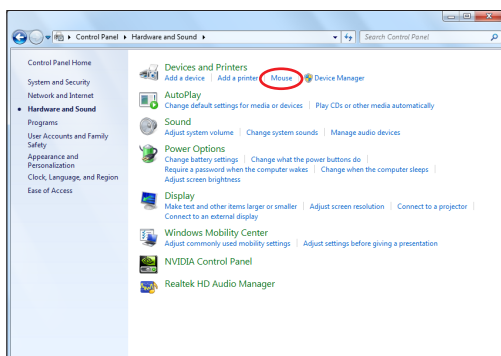 Control Panel Hardware and Sound Search Control Panel
Control Panel Home
System and Security
Network and Internet
Hardware and Sound
Programs
User Accounts and Family
Safety
Appearance and
Personalization
Clock, Language, and Region
Ease of Access
Devices and Printers
Add a device Add a printer Mouse Device Manager
AutoPlay
Change default settings for media or devices Play CDs or other media automatically
Sound
Adjust system volume Change system sounds Manage audio devices
Power Options
Change battery settings Change what the power buttons do
Require a password when the computer wakes Change when the computer sleeps
Adjust screen brightness
Display
Make text and other items larger or smaller Adjust screen resolution Connect to a projector
Connect to an external display
Windows Mobility Center
Adjust commonly used mobility settings Adjust settings before giving a presentation
NVIDIA Control Panel
Realtek HD Audio Manager